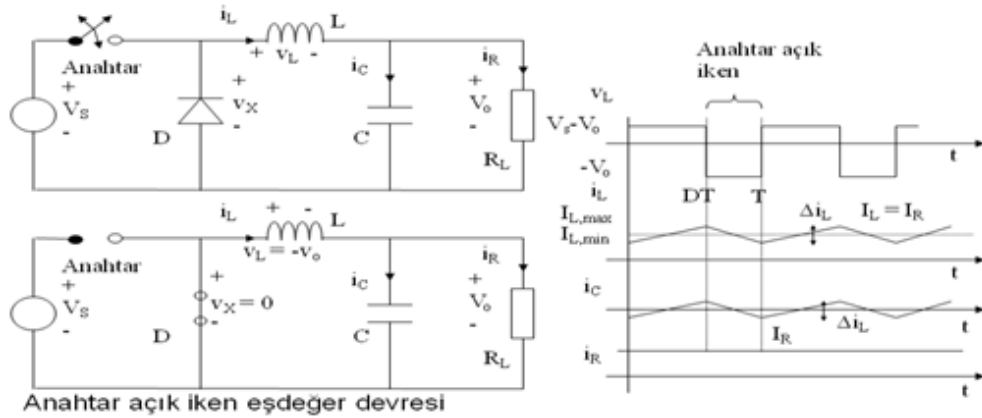 i_L
L
+ v_L -
Anahtar
+
V_S
-
D
+
v_X
-
i_C
C
i_R
+
V_o
-
R_L
i_L
+ -
L
v_L = -v_o
Anahtar
+
V_S
-
D
+
v_X = 0
-
i_C
C
i_R
+
V_o
-
R_L
Anahtar açık iken eşdeğer devresi
Anahtar açık
iken
v_L
V_s-V_o
t
-V_o
i_L
DT
T
I_L,max
Δi_L
I_L = I_R
I_L,min
t
i_C
t
Δi_L
I_R
i_R
t